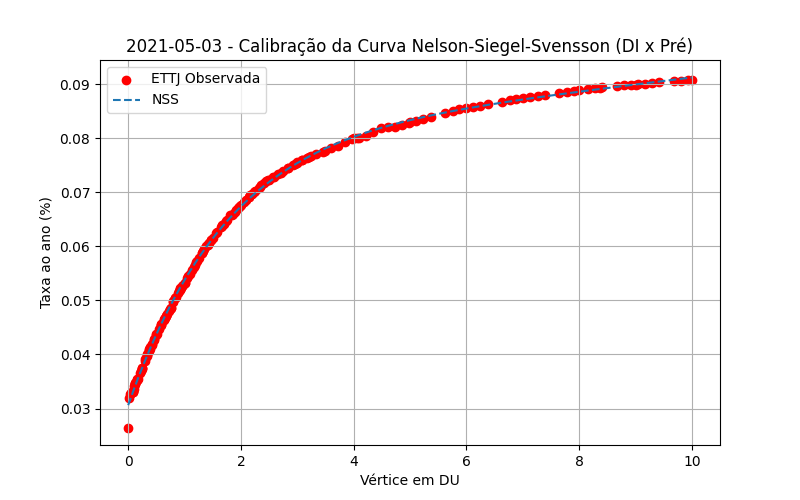 2021-05-03 - Calibração da Curva Nelson-Siegel-Svensson (DI x Pré)
ETTJ Observada
NSS
Taxa ao ano (%)
0.09
0.08
0.07
0.06
0.05
0.04
0.03
0 2 4 6 8 10
Vértice em DU